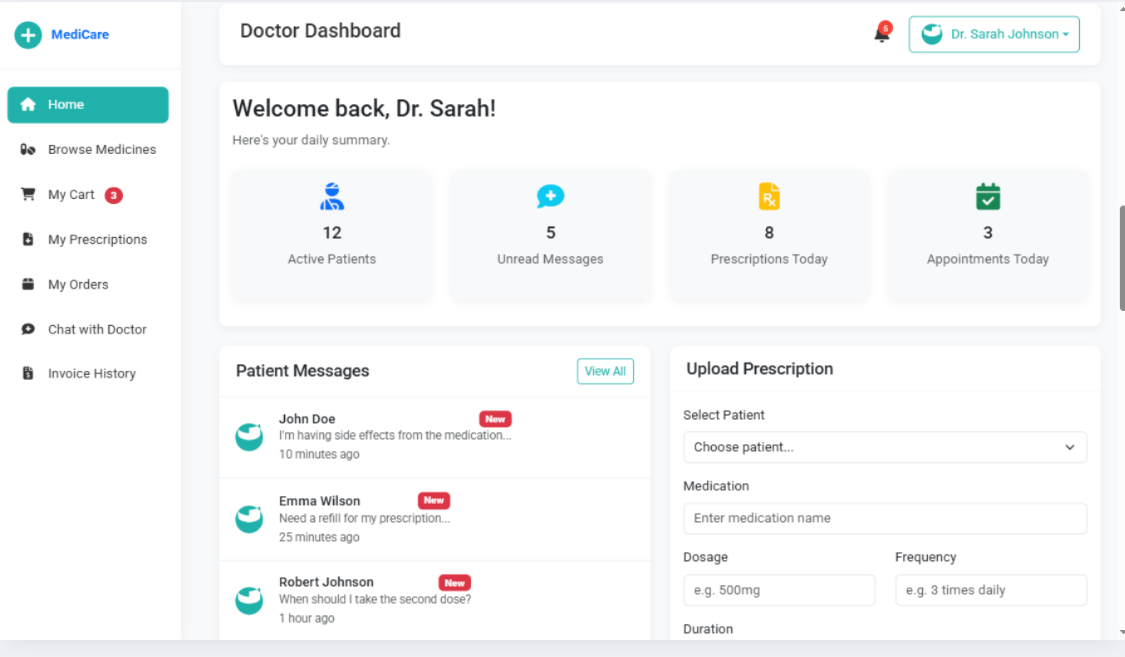 MediCare
Home
Browse Medicines
My Cart 3
My Prescriptions
My Orders
Chat with Doctor
Invoice History
Doctor Dashboard
5
Dr. Sarah Johnson
Welcome back, Dr. Sarah!
Here's your daily summary.
12
Active Patients
5
Unread Messages
Rx
8
Prescriptions Today
3
Appointments Today
Patient Messages
View All
John Doe New
I'm having side effects from the medication...
10 minutes ago
Emma Wilson New
Need a refill for my prescription...
25 minutes ago
Robert Johnson New
When should I take the second dose?
1 hour ago
Upload Prescription
Select Patient
Choose patient...
Medication
Enter medication name
Dosage
e.g. 500mg
Frequency
e.g. 3 times daily
Duration